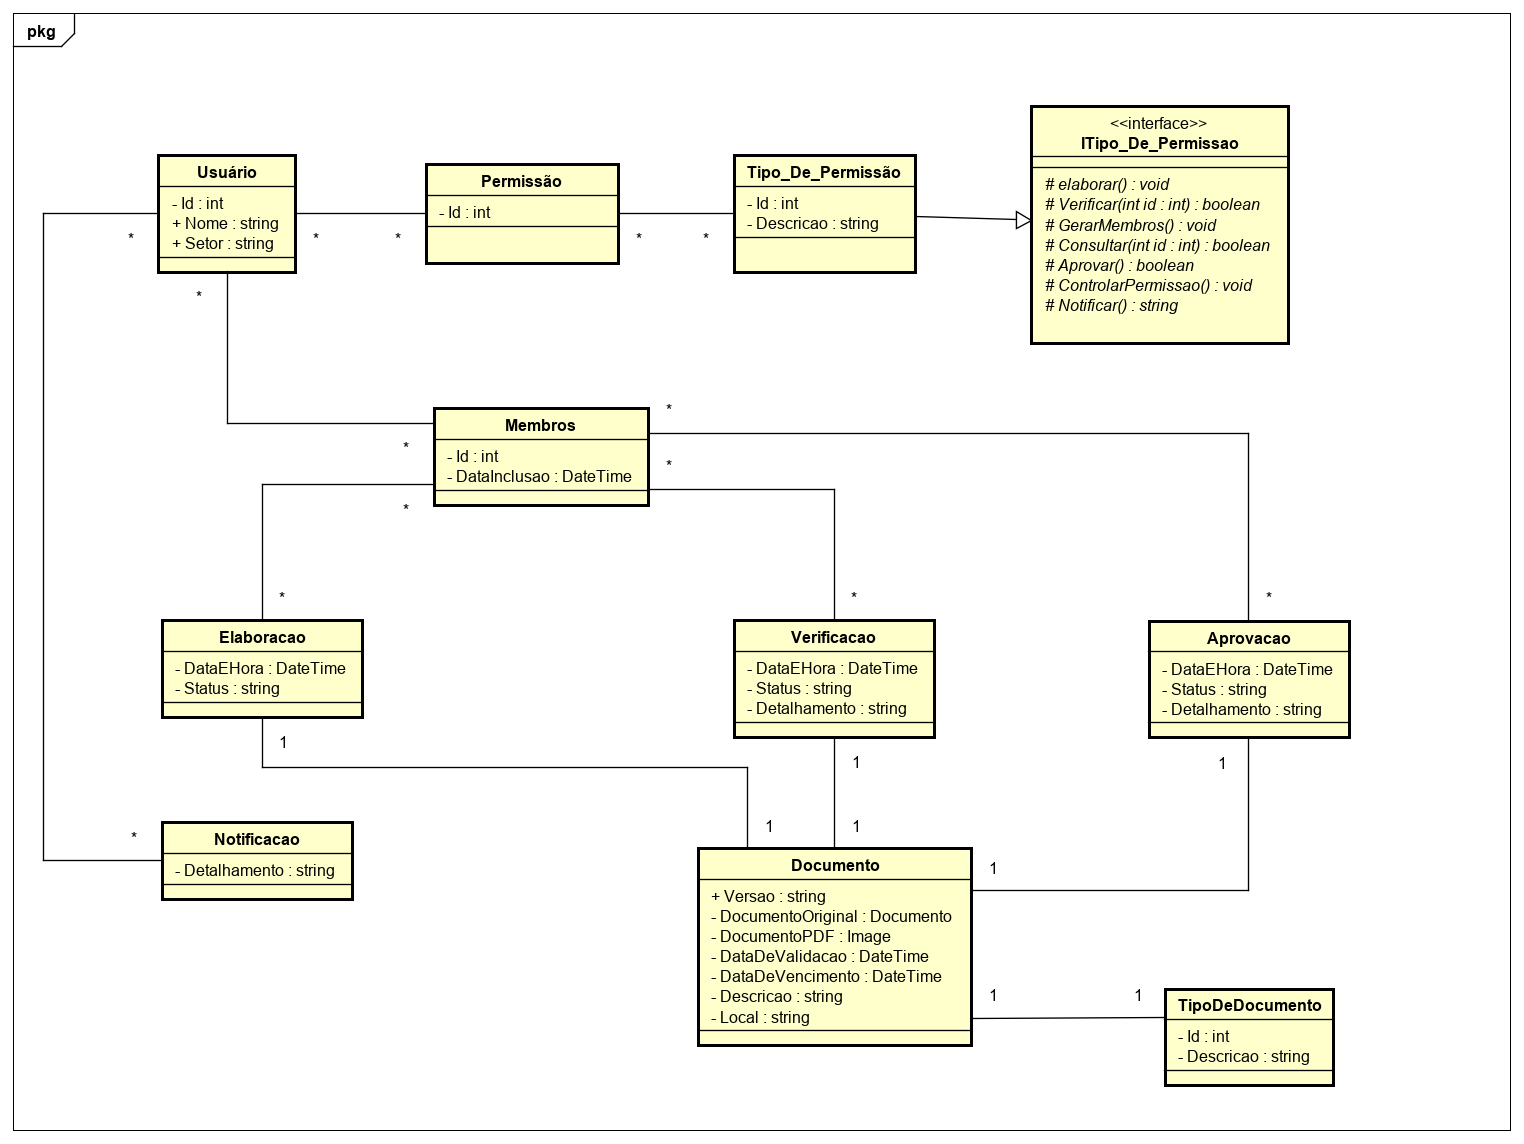 pkg
Usuário
- Id : int
+ Nome : string
+ Setor : string
*
*
*
Permissão
- Id : int
*
*
*
Tipo_De_Permissão
- Id : int
- Descricao : string
<<interface>>
ITipo_De_Permissao
# elaborar() : void
# Verificar(int id : int) : boolean
# GerarMembros() : void
# Consultar(int id : int) : boolean
# Aprovar() : boolean
# ControlarPermissao() : void
# Notificar() : string
Membros
- Id : int
- DataInclusao : DateTime
*
*
*
*
*
*
*
Elaboracao
- DataEHora : DateTime
- Status : string
1
Verificacao
- DataEHora : DateTime
- Status : string
- Detalhamento : string
1
Aprovacao
- DataEHora : DateTime
- Status : string
- Detalhamento : string
1
*
Notificacao
- Detalhamento : string
1
1
1
Documento
+ Versao : string
- DocumentoOriginal : Documento
- DocumentoPDF : Image
- DataDeValidacao : DateTime
- DataDeVencimento : DateTime
- Descricao : string
- Local : string
1
1
TipoDeDocumento
- Id : int
- Descricao : string